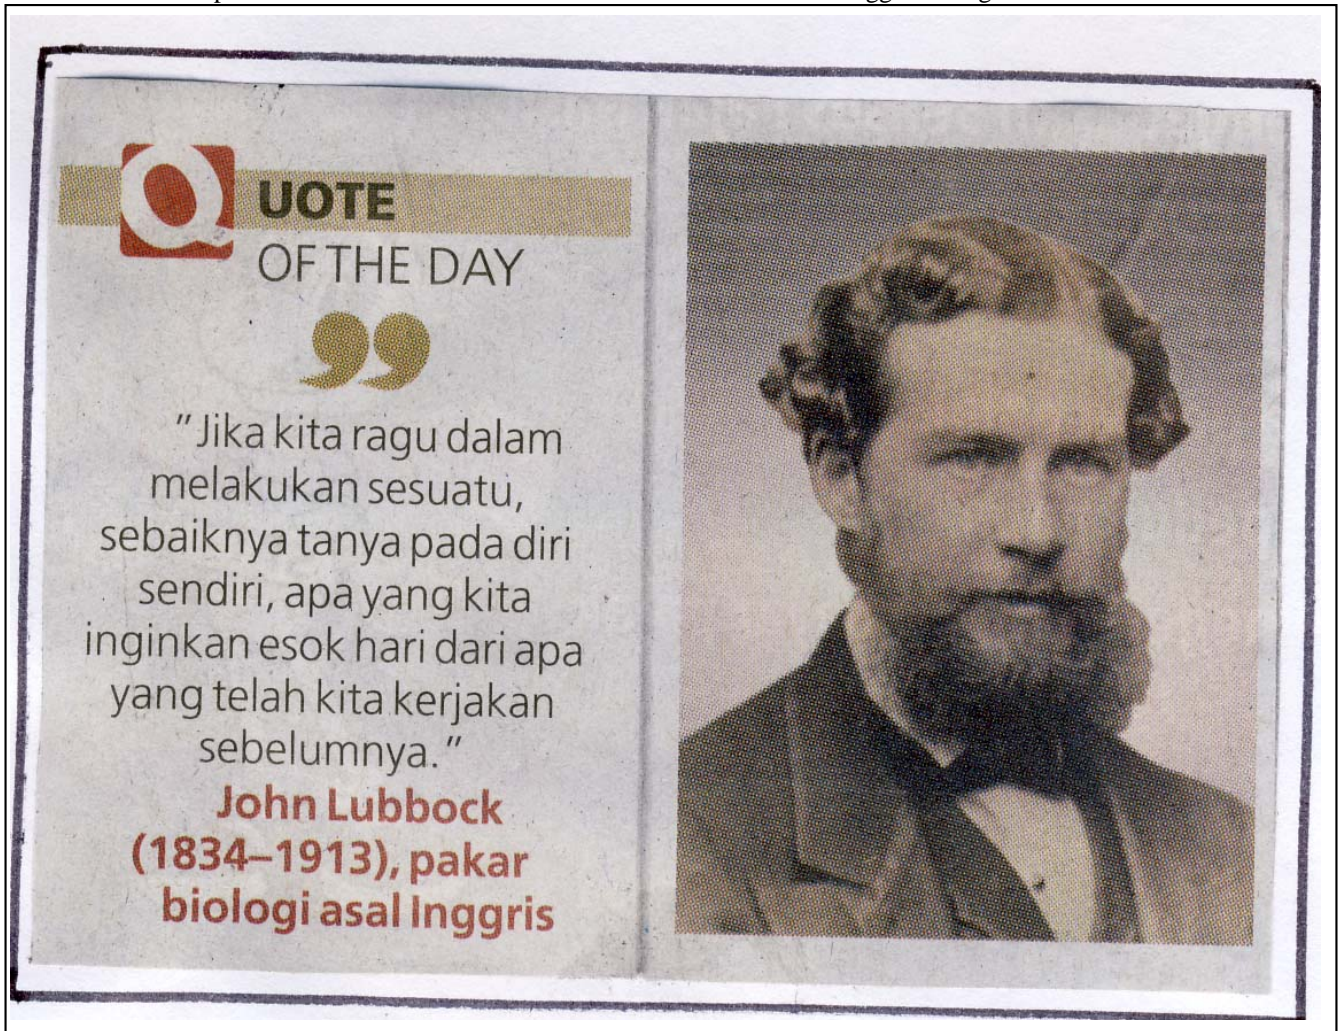 QUOTE
OF THE DAY
”
"Jika kita ragu dalam
melakukan sesuatu,
sebaiknya tanya pada diri
sendiri, apa yang kita
inginkan esok hari dari apa
yang telah kita kerjakan
sebelumnya."
John Lubbock
(1834–1913), pakar
biologi asal Inggris